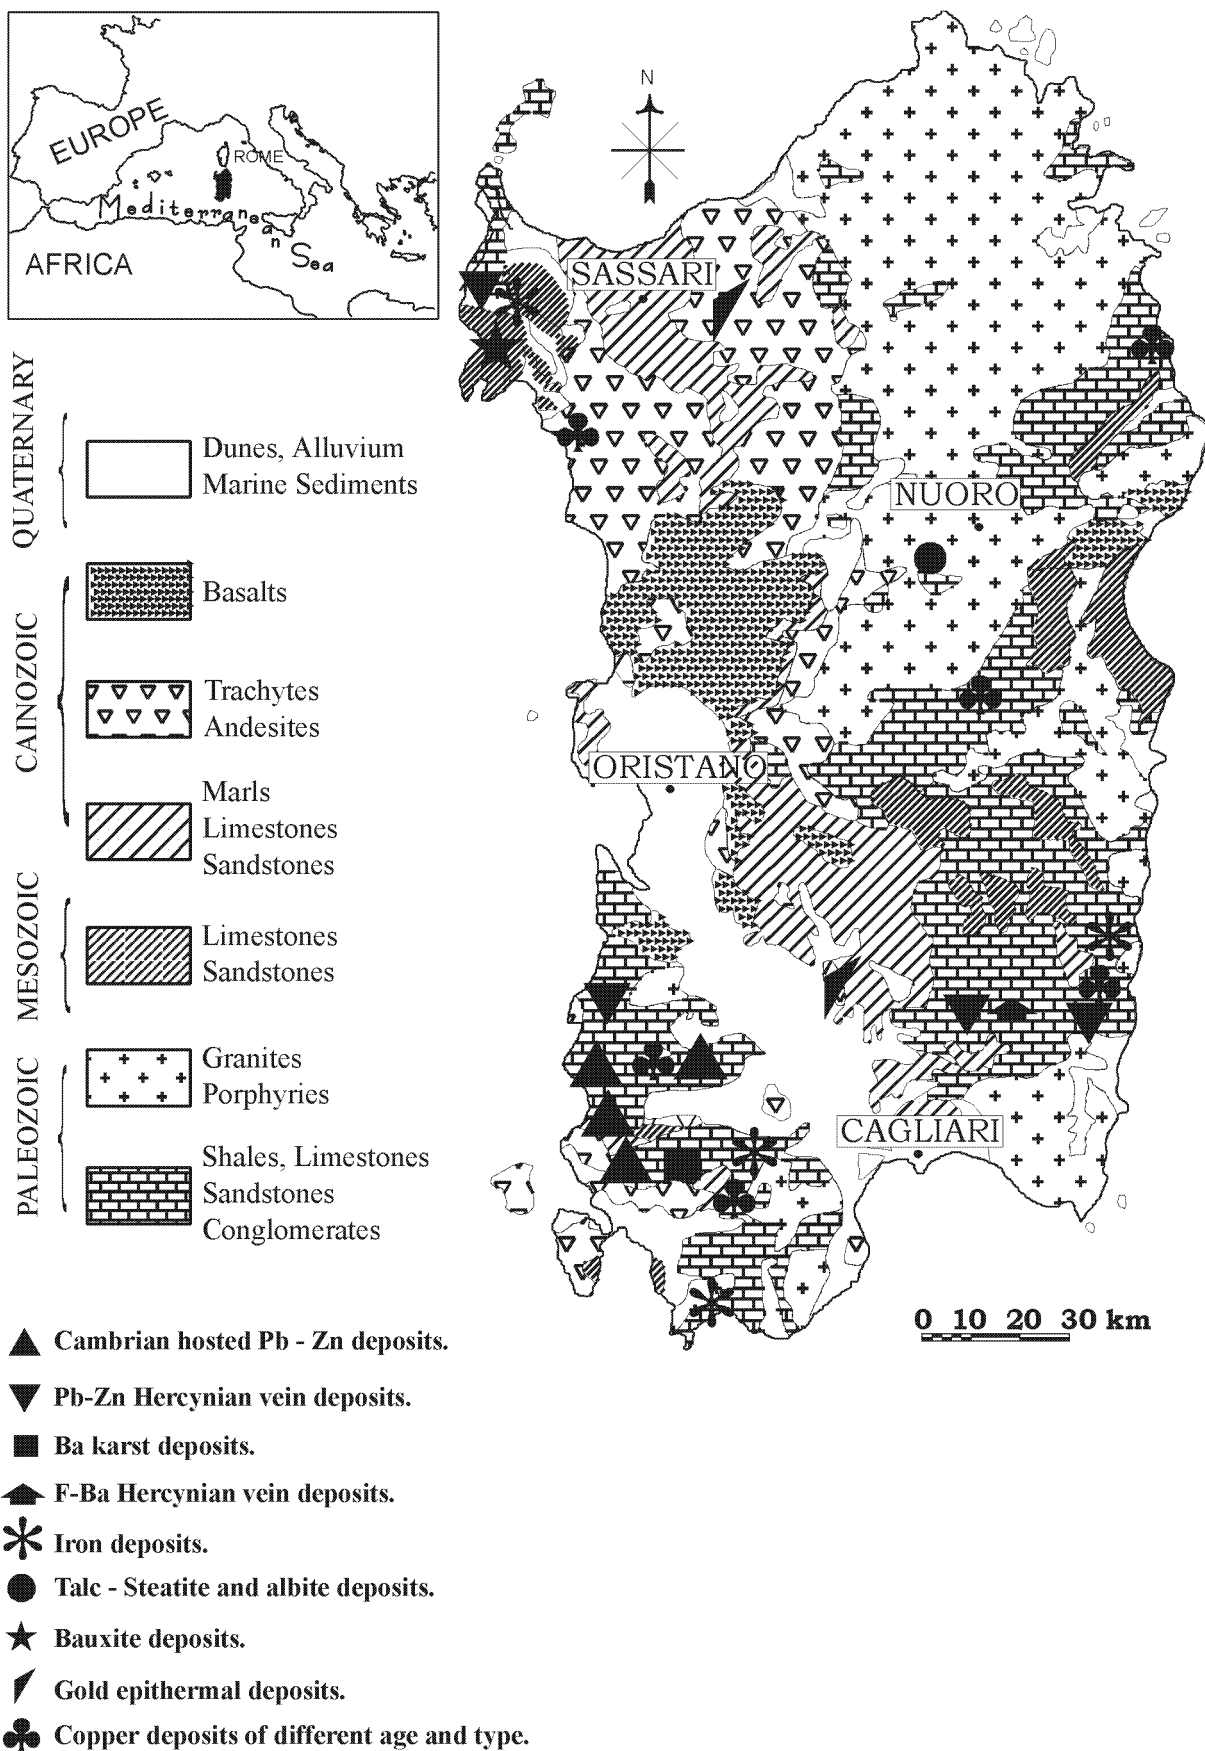 EUROPE
ROME
Mediterranean
Sea
AFRICA
N
SASSARI
NUORO
ORISTANO
CAGLIARI
0 10 20 30 km
QUATERNARY
Dunes, Alluvium
Marine Sediments
CAINOZOIC
Basalts
Trachytes
Andesites
Marls
Limestones
Sandstones
MESOZOIC
Limestones
Sandstones
PALEOZOIC
Granites
Porphyries
Shales, Limestones
Sandstones
Conglomerates
Cambrian hosted Pb - Zn deposits.
Pb-Zn Hercynian vein deposits.
Ba karst deposits.
F-Ba Hercynian vein deposits.
Iron deposits.
Talc - Steatite and albite deposits.
Bauxite deposits.
Gold epithermal deposits.
Copper deposits of different age and type.